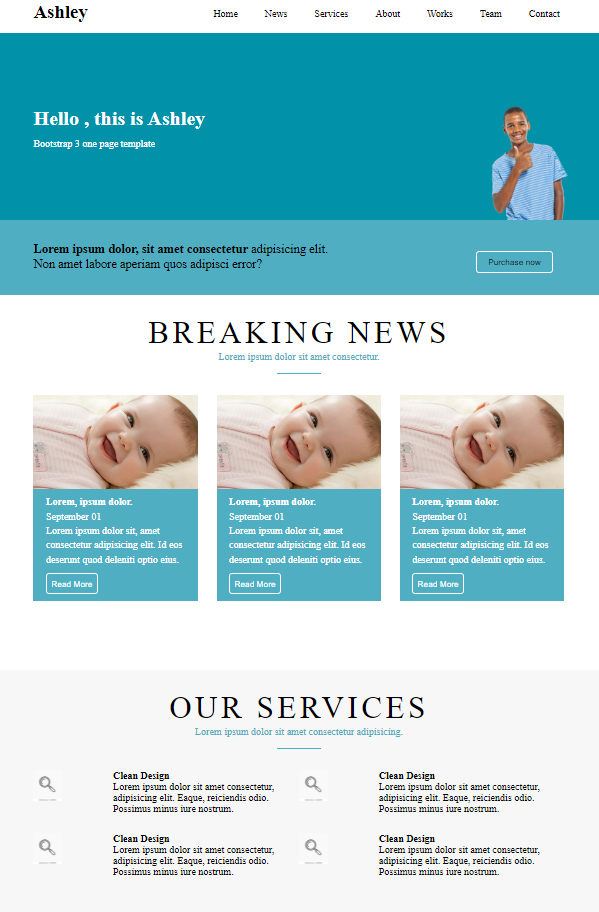 Ashley
Home News Services About Works Team Contact
Hello , this is Ashley
Bootstrap 3 one page template
Lorem ipsum dolor, sit amet consectetur adipisicing elit.
Non amet labore aperiam quos adipisci error?
Purchase now
BREAKING NEWS
Lorem ipsum dolor sit amet consectetur.
Lorem, ipsum dolor.
September 01
Lorem ipsum dolor sit, amet
consectetur adipisicing elit. Id eos
deserunt quod deleniti optio eius.
Read More
Lorem, ipsum dolor.
September 01
Lorem ipsum dolor sit, amet
consectetur adipisicing elit. Id eos
deserunt quod deleniti optio eius.
Read More
Lorem, ipsum dolor.
September 01
Lorem ipsum dolor sit, amet
consectetur adipisicing elit. Id eos
deserunt quod deleniti optio eius.
Read More
OUR SERVICES
Lorem ipsum dolor sit amet consectetur adipisicing.
Clean Design
Lorem ipsum dolor sit amet consectetur,
adipisicing elit. Eaque, reiciendis odio.
Possimus minus iure nostrum.
Clean Design
Lorem ipsum dolor sit amet consectetur,
adipisicing elit. Eaque, reiciendis odio.
Possimus minus iure nostrum.
Clean Design
Lorem ipsum dolor sit amet consectetur,
adipisicing elit. Eaque, reiciendis odio.
Possimus minus iure nostrum.
Clean Design
Lorem ipsum dolor sit amet consectetur,
adipisicing elit. Eaque, reiciendis odio.
Possimus minus iure nostrum.